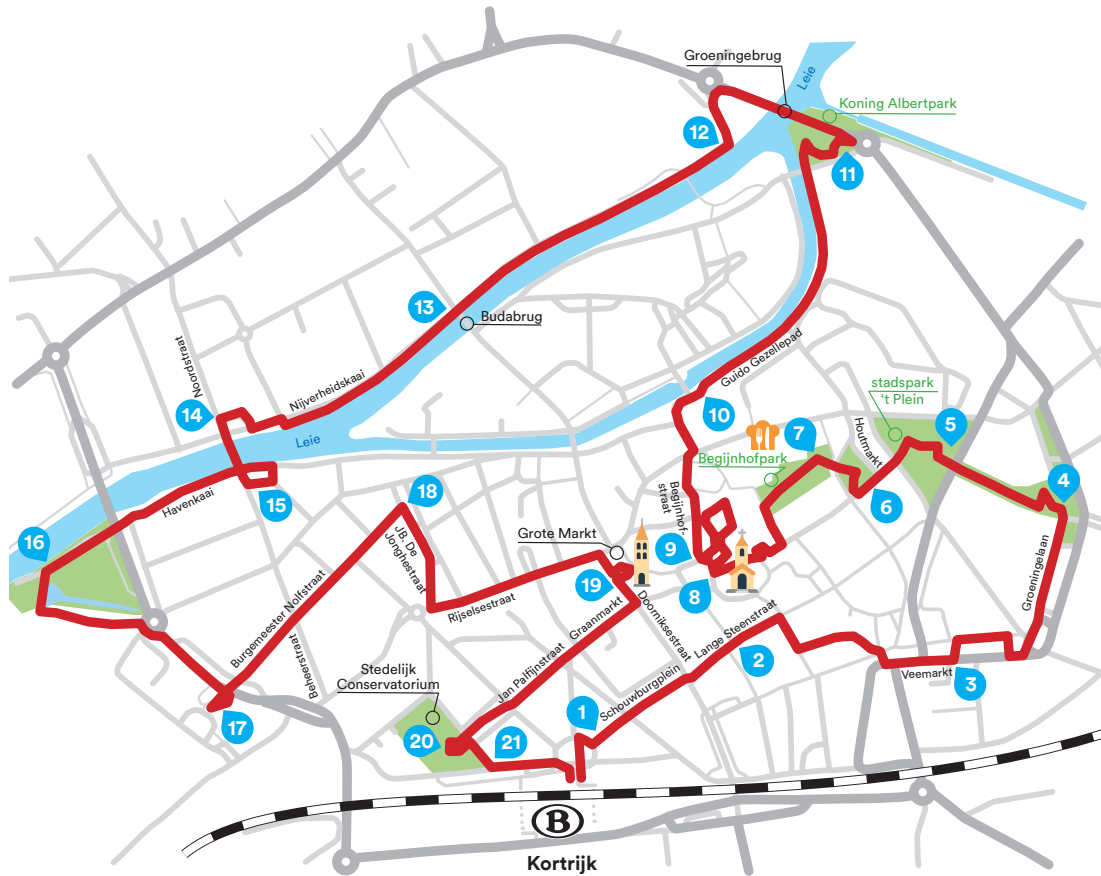 Groeningebrug
Leie
Koning Albertpark
12
11
13
Budabrug
Noordstraat
Nijverheidskaai
Guido Gezellepad
14
10
stadspark
't Plein
Leie
7
Houtmarkt
5
Begijnhofpark
15
Havenkaai
18
Begijnhof-
straat
6
4
16
JB. De
Jonghestraat
Grote Markt
9
8
Groeningelaan
19
Rijselsestraat
Graanmarkt
Doorniksestraat
Burgemeester Nolfstraat
Beheerstraat
Lange Steenstraat
2
Veemarkt
3
Stedelijk
Conservatorium
Jan Palfijnstraat
Schouwburgplein
1
17
20
21
B
Kortrijk